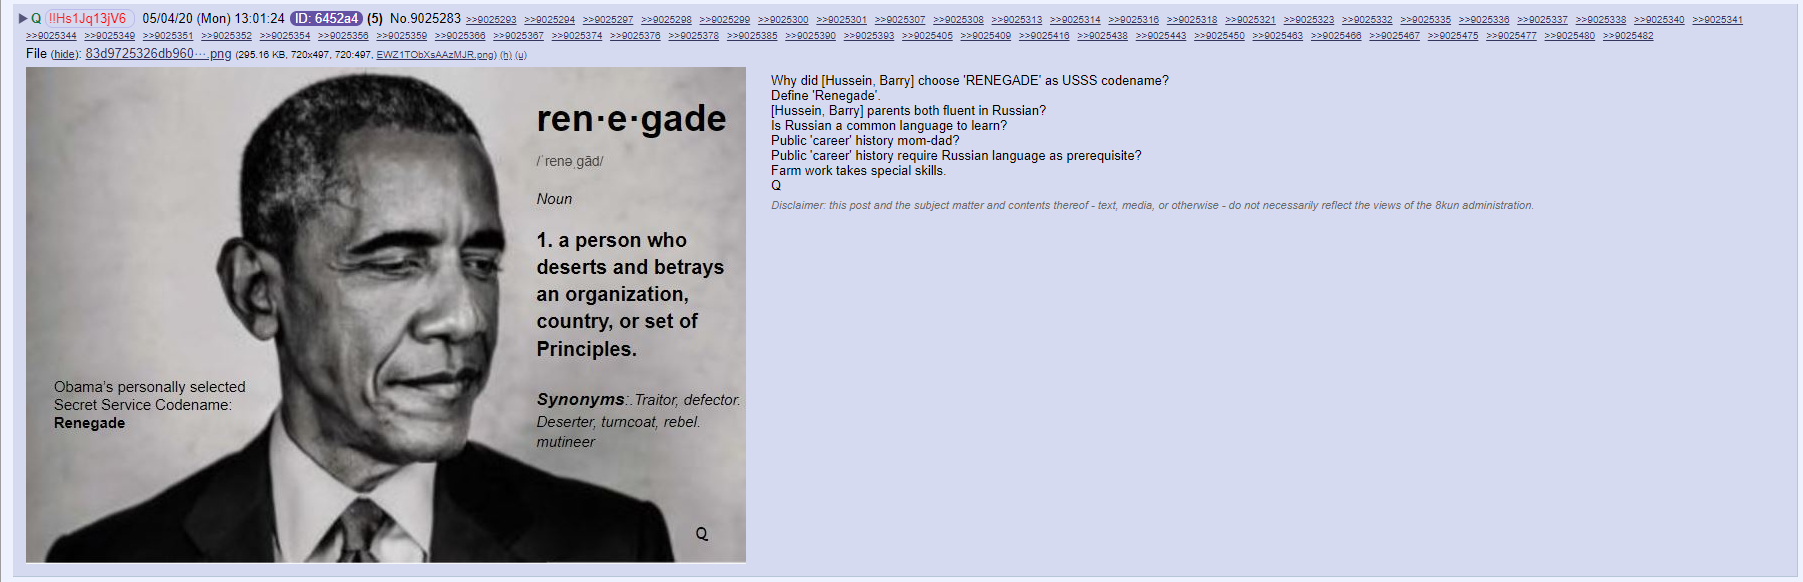 ▶ Q !!Hs1Jq13jV6 05/04/20 (Mon) 13:01:24 ID: 6452a4 (5) No.9025283 >>9025293 >>9025294 >>9025297 >>9025298 >>9025299 >>9025300 >>9025301 >>9025307 >>9025308 >>9025313 >>9025314 >>9025316 >>9025318 >>9025321 >>9025323 >>9025332 >>9025335 >>9025336 >>9025337 >>9025338 >>9025340 >>9025341
>>9025344 >>9025349 >>9025351 >>9025352 >>9025354 >>9025356 >>9025359 >>9025366 >>9025367 >>9025374 >>9025376 >>9025378 >>9025385 >>9025390 >>9025393 >>9025405 >>9025409 >>9025416 >>9025438 >>9025443 >>9025450 >>9025463 >>9025466 >>9025467 >>9025475 >>9025477 >>9025480 >>9025482
File (hide): 83d9725326db960⋯.png (295.16 KB, 720x497, 720:497, EWZ1TObXsAAzMJR.png) (h) (u)
ren·e·gade
/ˈrenəˌɡād/
Noun
1. a person who
deserts and betrays
an organization,
country, or set of
Principles.
Synonyms:.Traitor, defector.
Deserter, turncoat, rebel.
mutineer
Obama's personally selected
Secret Service Codename:
Renegade
Q
Why did [Hussein, Barry] choose 'RENEGADE' as USSS codename?
Define 'Renegade'.
[Hussein, Barry] parents both fluent in Russian?
Is Russian a common language to learn?
Public 'career' history mom-dad?
Public 'career' history require Russian language as prerequisite?
Farm work takes special skills.
Q
Disclaimer: this post and the subject matter and contents thereof - text, media, or otherwise - do not necessarily reflect the views of the 8kun administration.